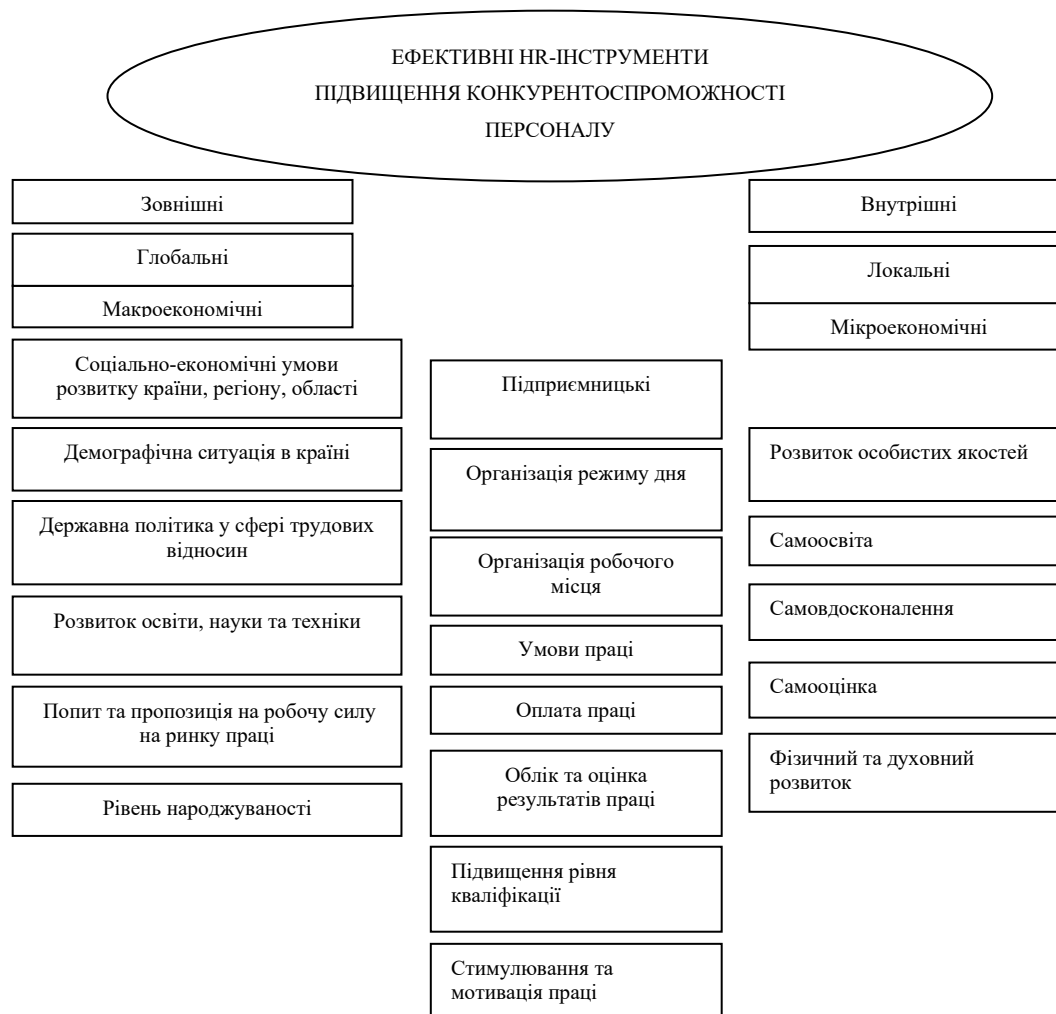 ЕФЕКТИВНІ HR-ІНСТРУМЕНТИ
ПІДВИЩЕННЯ КОНКУРЕНТОСПРОМОЖНОСТІ
ПЕРСОНАЛУ
Зовнішні
Глобальні
Макроекономічні
Соціально-економічні умови
розвитку країни, регіону, області
Демографічна ситуація в країні
Державна політика у сфері трудових
відносин
Розвиток освіти, науки та техніки
Попит та пропозиція на робочу силу
на ринку праці
Рівень народжуваності
Підприємницькі
Організація режиму дня
Організація робочого
місця
Умови праці
Оплата праці
Облік та оцінка
результатів праці
Підвищення рівня
кваліфікації
Стимулювання та
мотивація праці
Внутрішні
Локальні
Мікроекономічні
Розвиток особистих якостей
Самоосвіта
Самовдосконалення
Самооцінка
Фізичний та духовний
розвиток